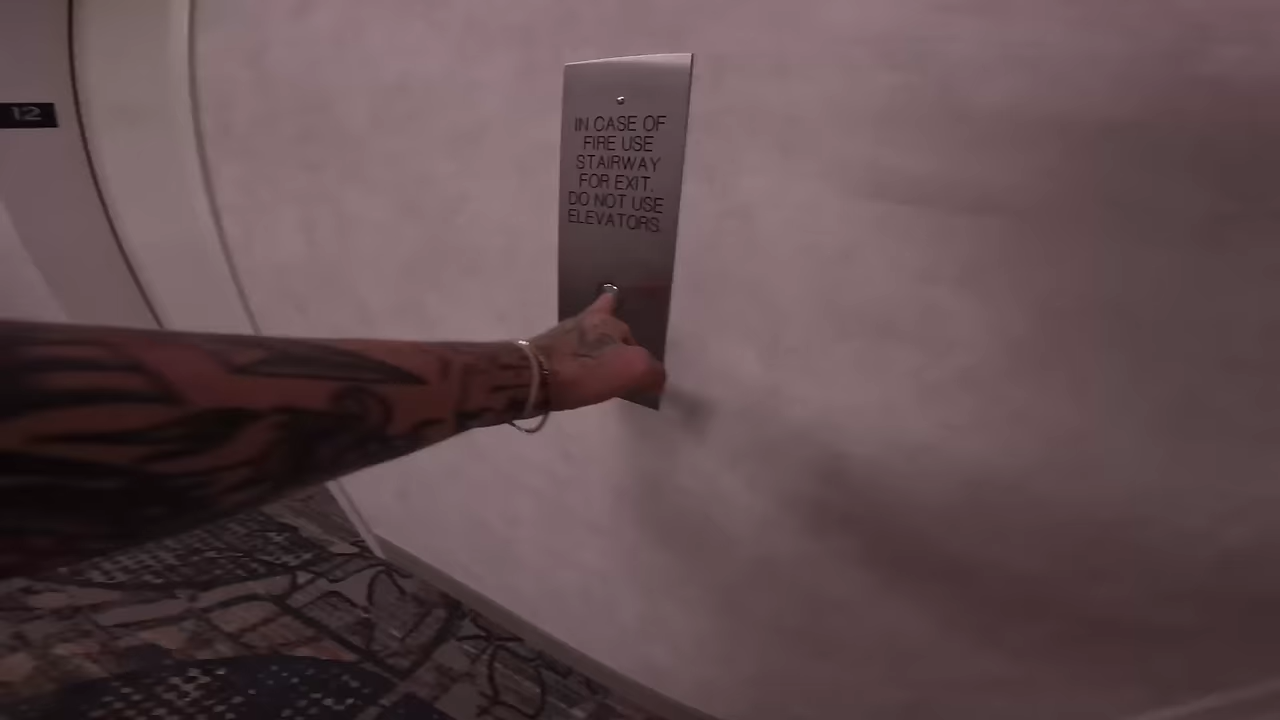 12
IN CASE OF
FIRE USE
STAIRWAY
FOR EXIT.
DO NOT USE
ELEVATORS.